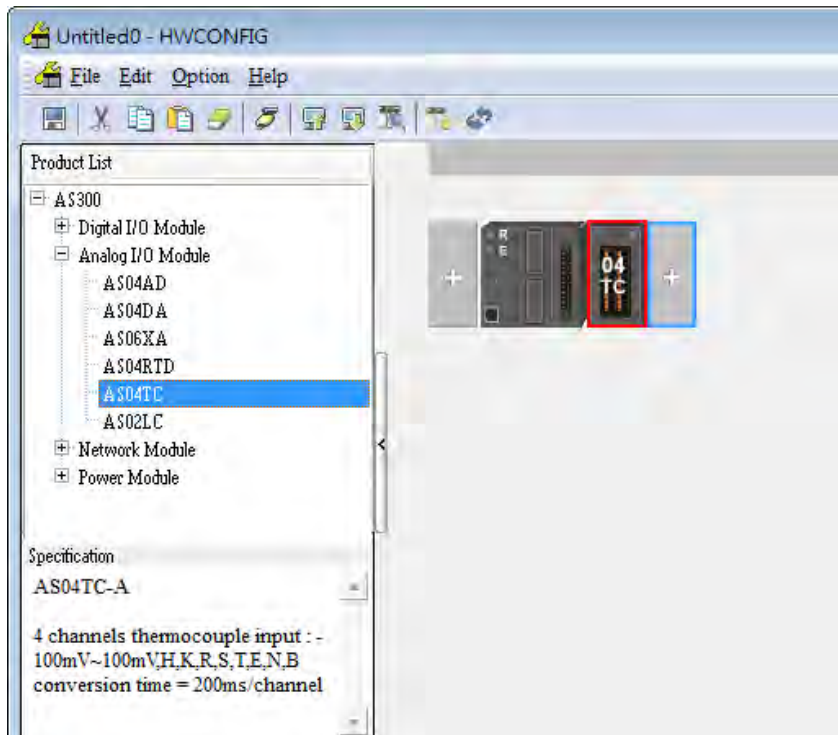 Untitled0 - HWCONFIG
File Edit Option Help
Product List
AS300
Digital I/O Module
Analog I/O Module
AS04AD
AS04DA
AS06XA
AS04RTD
AS04TC
AS02LC
Network Module
Power Module
R
E
04
TC
Specification
AS04TC-A
4 channels thermocouple input : -
100mV~100mV,H,K,R,S,T,E,N,B
conversion time = 200ms/channel